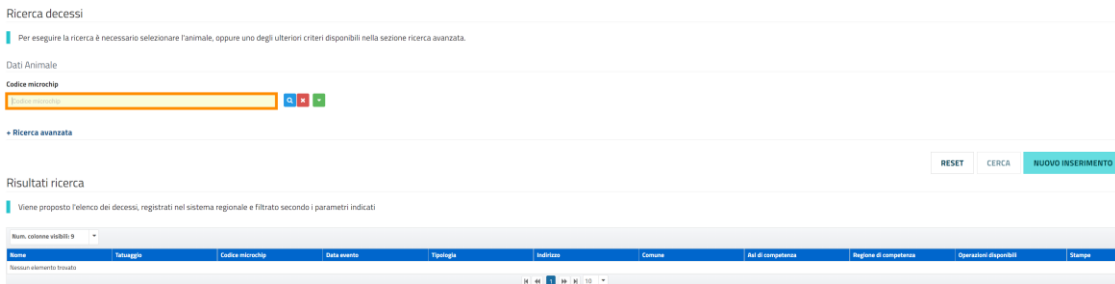 Ricerca decessi
Per eseguire la ricerca è necessario selezionare l'animale, oppure uno degli ulteriori criteri disponibili nella sezione ricerca avanzata.
Dati Animale
Codice microchip
Codice microchip
+ Ricerca avanzata
RESET CERCA NUOVO INSERIMENTO
Risultati ricerca
Viene proposto l'elenco dei decessi, registrati nel sistema regionale e filtrato secondo i parametri indicati
Num. colonne visibili: 9
Nome Tatuaggio Codice microchip Data evento Tipologia Indirizzo Comune Asl di competenza Regione di competenza Operazioni disponibili Stampe
Nessun elemento trovato
1 10